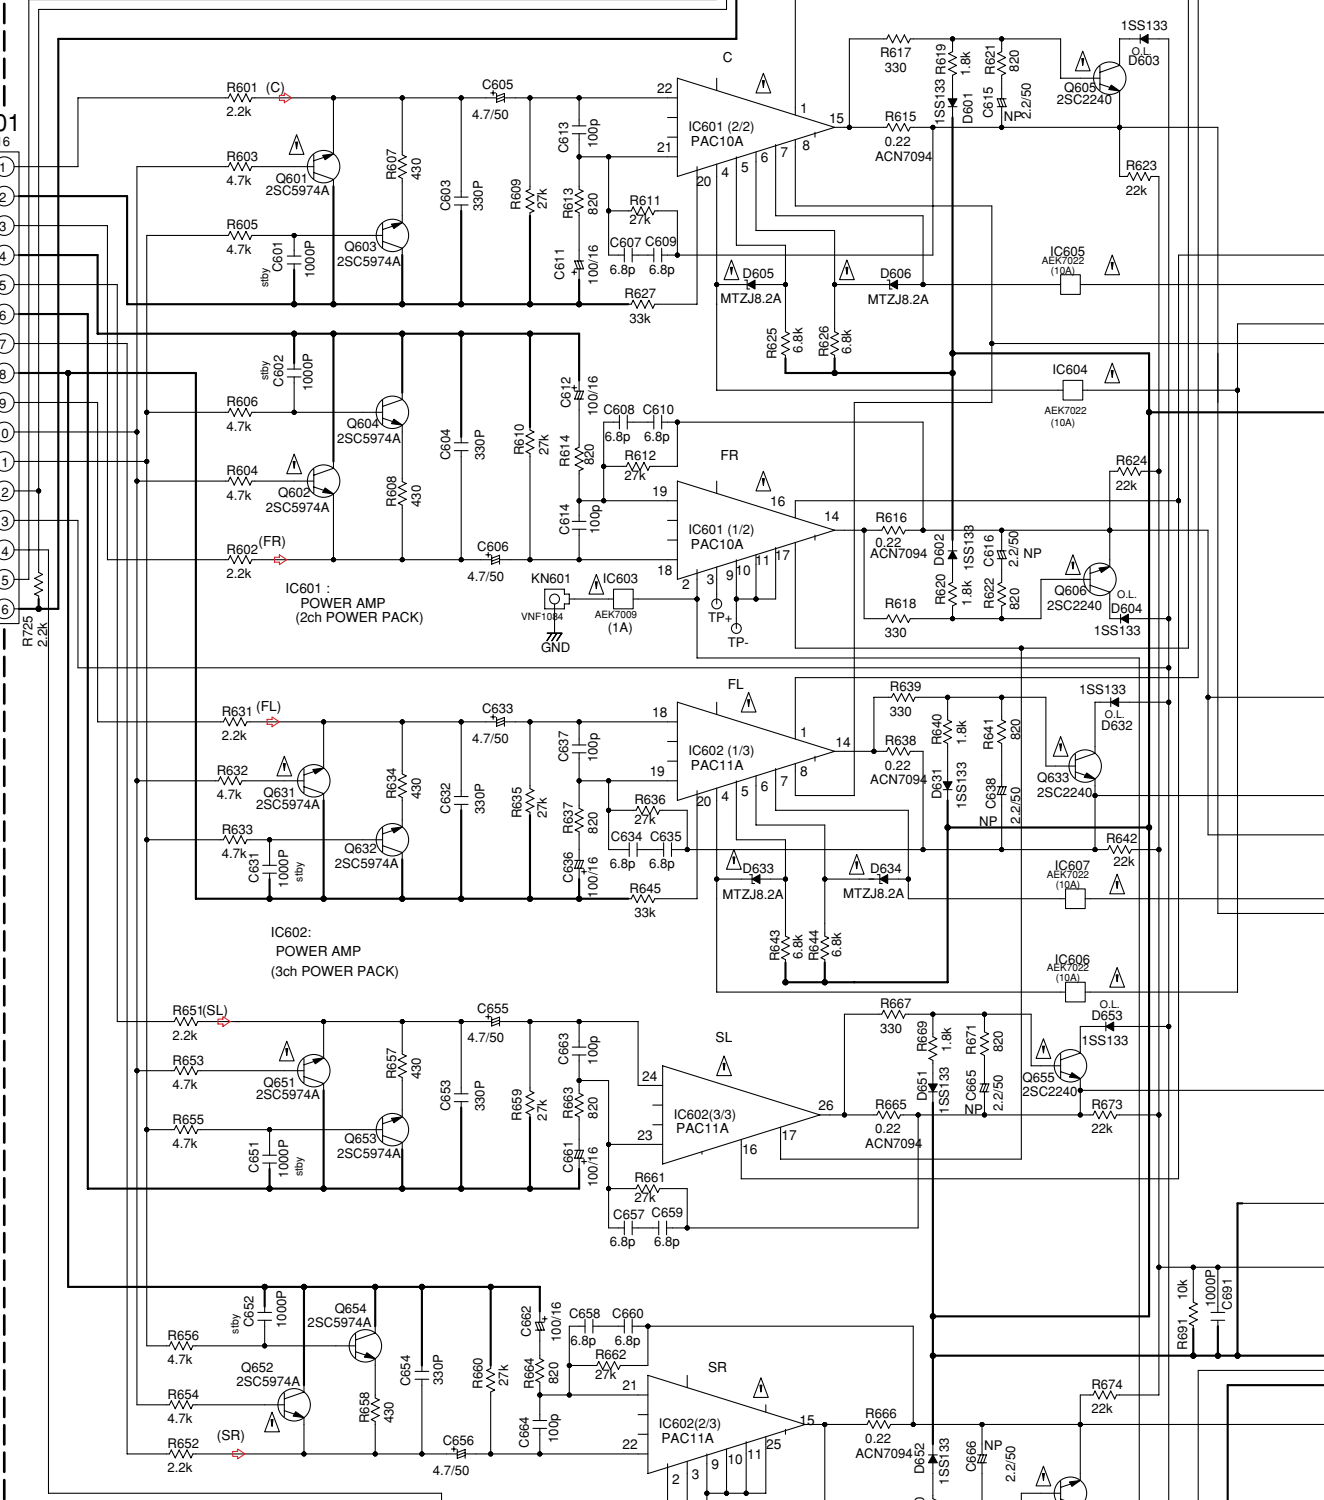 C
1SS133
O.L.
D603
R617
330
R619
1.8k
R621
820
Q605
2SC2240
R601 (C)
2.2k
C605
4.7/50
22
1
15
R615
0.22
ACN7094
1SS133
D601
C615
2.2/50
NP
01
16
C613
100p
IC601 (2/2)
PAC10A
21
20
4
5
6
7
8
R603
4.7k
Q601
2SC5974A
R607
430
C603
330P
R609
27k
R613
820
R611
27k
R623
22k
1
2
3
4
5
6
7
8
9
0
1
2
3
4
5
6
R605
4.7k
C601
1000P
stby
Q603
2SC5974A
C611
100/16
C607 C609
6.8p 6.8p
R627
33k
D605
MTZJ8.2A
D606
MTZJ8.2A
IC605
AEK7022
(10A)
R625
6.8k
R626
6.8k
IC604
AEK7022
(10A)
stby
C602
1000P
R606
4.7k
Q604
2SC5974A
C612
100/16
C608 C610
6.8p 6.8p
R604
4.7k
Q602
2SC5974A
R608
430
C604
330P
R610
27k
R614
820
R612
27k
FR
R624
22k
19
16
14
IC601 (1/2)
PAC10A
C614
100p
18
2
3
9
10
11
17
R616
0.22
ACN7094
D602
1SS133
C616
2.2/50
NP
R602
(FR)
2.2k
C606
4.7/50
R620
1.8k
R622
820
Q606
2SC2240
O.L.
D604
1SS133
R618
330
IC601 :
POWER AMP
(2ch POWER PACK)
KN601
VNF1084
GND
IC603
AEK7009
(1A)
TP+
TP-
R725
2.2k
FL
R631
(FL)
2.2k
C633
4.7/50
18
1
14
IC602 (1/3)
PAC11A
19
20
4
5
6
7
8
R639
330
R638
0.22
ACN7094
R640
1.8k
R641
820
1SS133
O.L.
D632
Q633
2SC2240
D631
1SS133
C638
2.2/50
NP
C637
100p
R632
4.7k
Q631
2SC5974A
R634
430
C632
330P
R635
27k
R637
820
R636
27k
R633
4.7k
C631
1000P
stby
Q632
2SC5974A
C636
100/16
C634 C635
6.8p 6.8p
R645
33k
D633
MTZJ8.2A
D634
MTZJ8.2A
R642
22k
IC607
AEK7022
(10A)
R643
6.8k
R644
6.8k
IC602:
POWER AMP
(3ch POWER PACK)
IC606
AEK7022
(10A)
R651(SL)
2.2k
C655
4.7/50
SL
R667
330
O.L.
D653
1SS133
R669
1.8k
R671
820
C663
100p
24
23
26
IC602(3/3)
PAC11A
16
17
R653
4.7k
Q651
2SC5974A
R657
430
C653
330P
R659
27k
R663
820
D651
1SS133
C665
2.2/50
NP
Q655
2SC2240
R665
0.22
ACN7094
R673
22k
R655
4.7k
C651
1000P
stby
Q653
2SC5974A
C661
100/16
R661
27k
C657 C659
6.8p 6.8p
stby
C652
1000P
Q654
2SC5974A
C662
100/16
C658 C660
6.8p 6.8p
R656
4.7k
Q652
2SC5974A
C654
330P
R660
27k
R664
820
R662
27k
SR
R691
10k
1000P
C691
R654
4.7k
R658
430
C664
100p
21
22
15
IC602(2/3)
PAC11A
2
3
9
10
11
25
R674
22k
R666
0.22
ACN7094
D652
1SS133
C666
NP
2.2/50
R652
(SR)
2.2k
C656
4.7/50